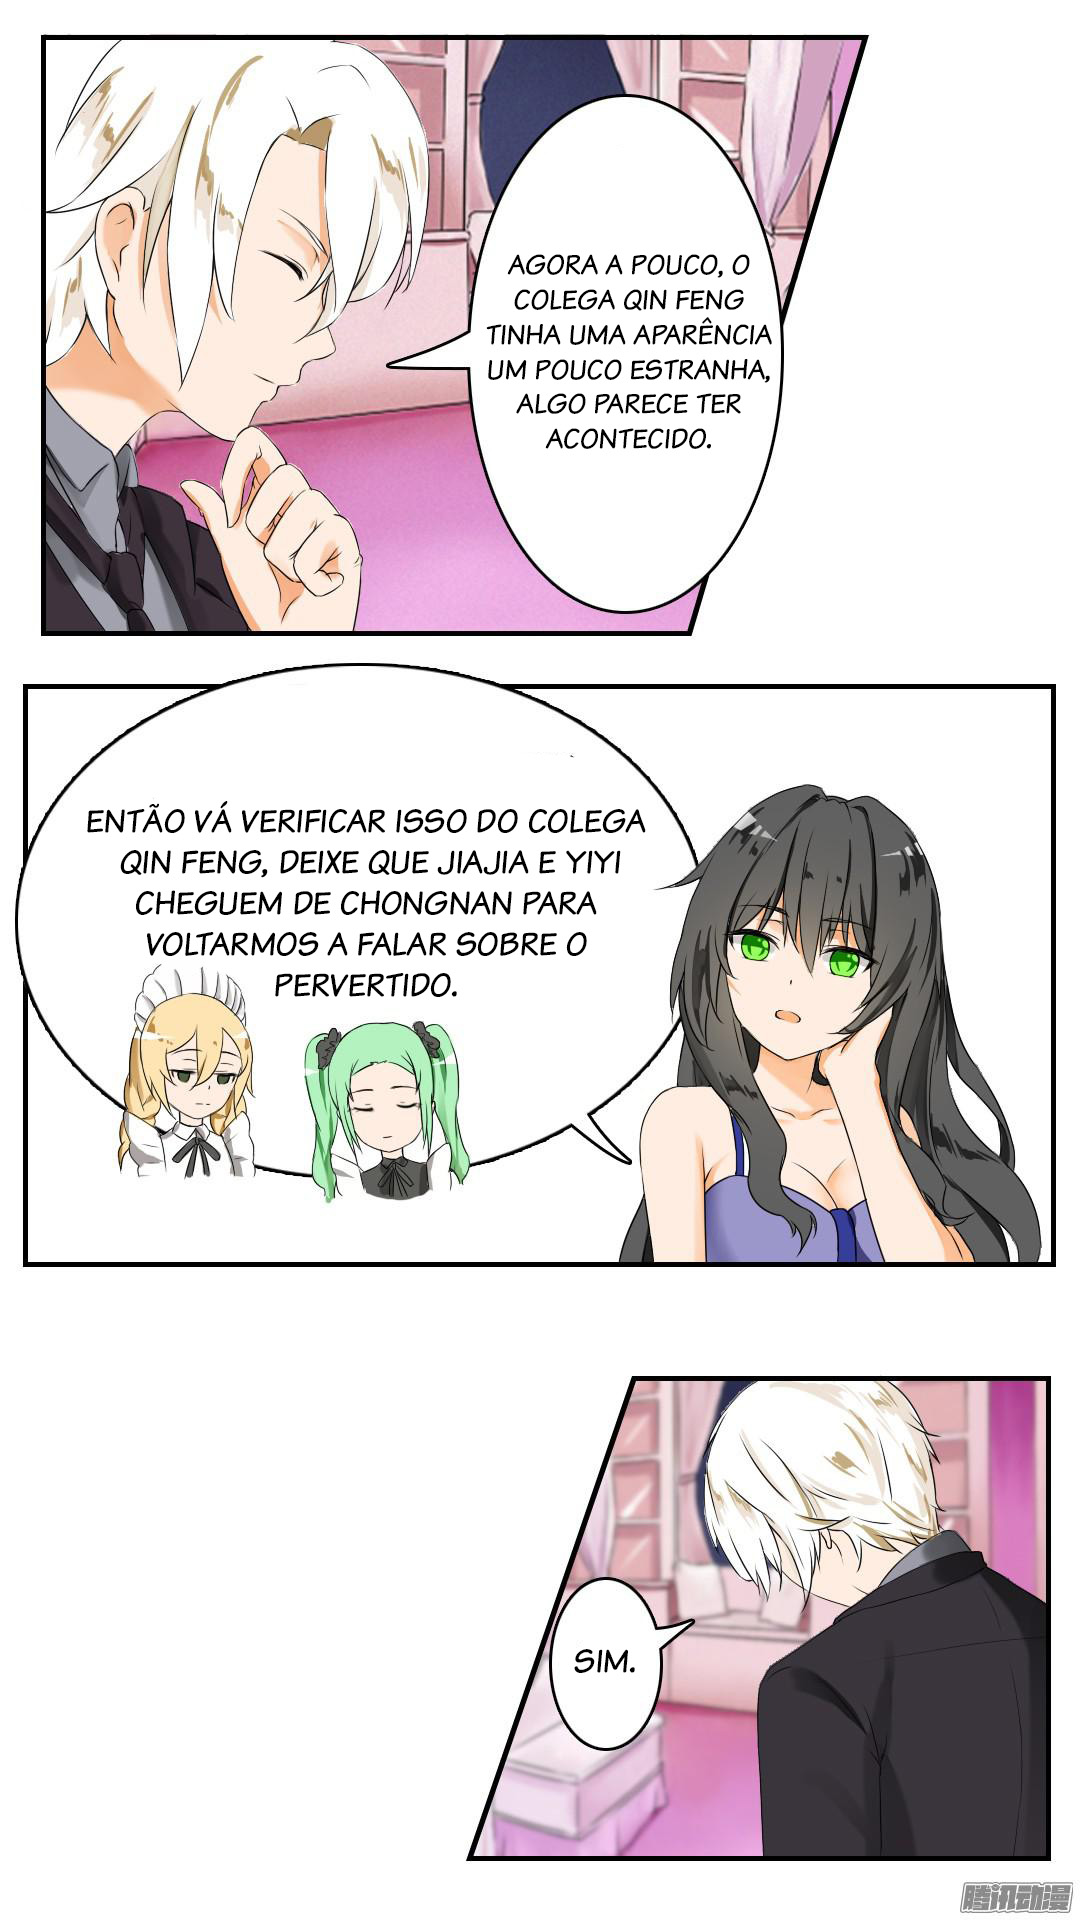 AGORA A POUCO, O
COLEGA QIN FENG
TINHA UMA APARÊNCIA
UM POUCO ESTRANHA,
ALGO PARECE TER
ACONTECIDO.
ENTÃO VÁ VERIFICAR ISSO DO COLEGA
QIN FENG, DEIXE QUE JIAJIA E YIYI
CHEGUEM DE CHONGNAN PARA
VOLTARMOS A FALAR SOBRE O
PERVERTIDO.
SIM.
腾讯动漫